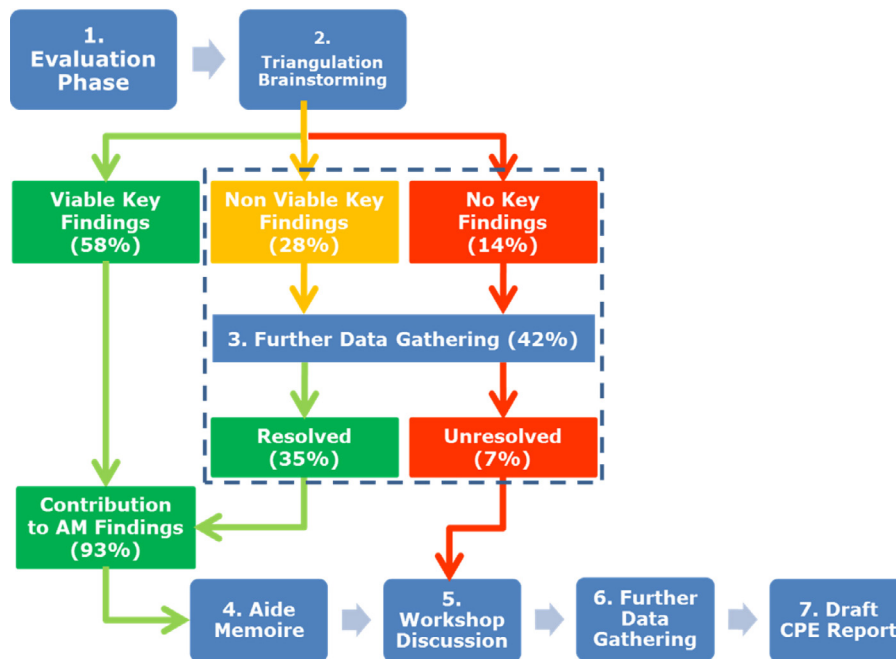 1.
Evaluation
Phase
2.
Triangulation
Brainstorming
Viable Key
Findings
(58%)
Non Viable Key
Findings
(28%)
No Key
Findings
(14%)
3. Further Data Gathering (42%)
Resolved
(35%)
Unresolved
(7%)
Contribution
to AM Findings
(93%)
4. Aide
Memoire
5.
Workshop
Discussion
6. Further
Data
Gathering
7. Draft
CPE Report